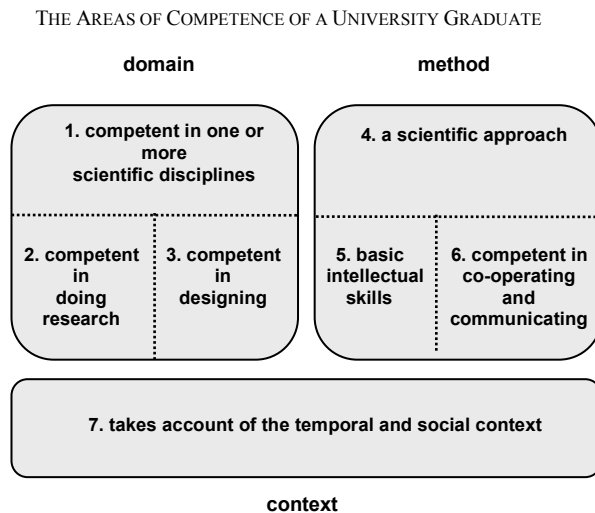 THE AREAS OF COMPETENCE OF A UNIVERSITY GRADUATE
domain
method
1. competent in one or
more
scientific disciplines
4. a scientific approach
2. competent
in
doing
research
3. competent
in
designing
5. basic
intellectual
skills
6. competent in
co-operating
and
communicating
7. takes account of the temporal and social context
context